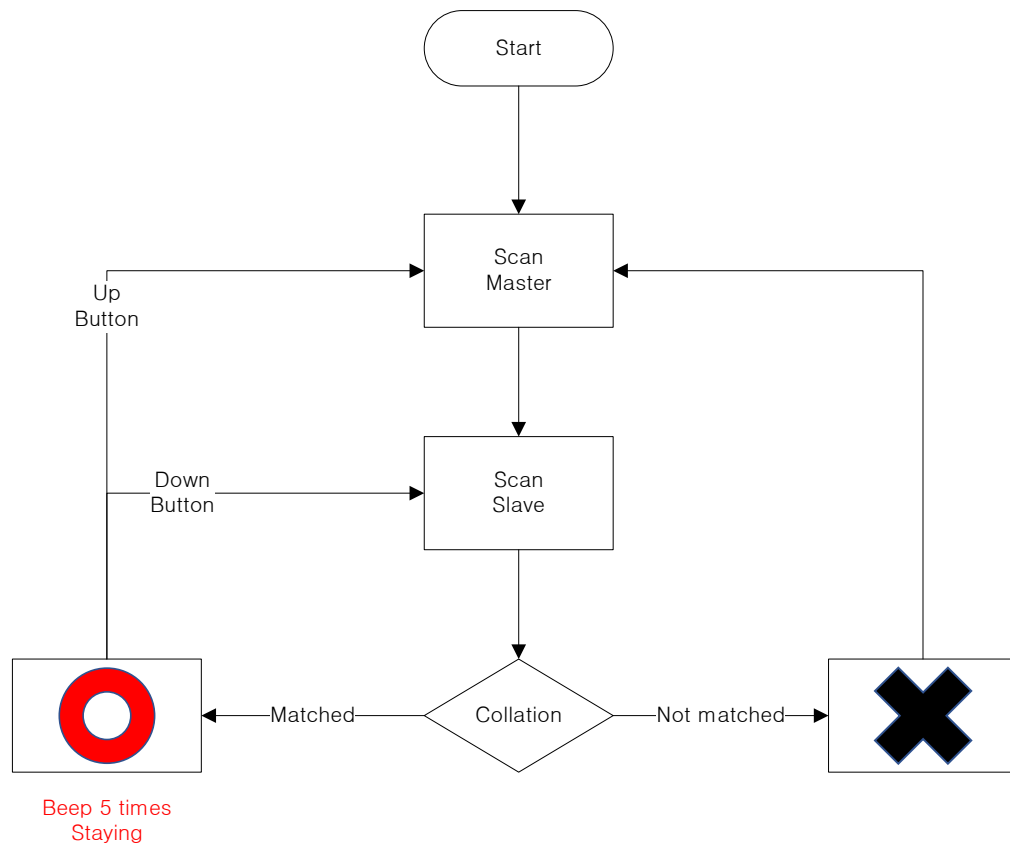 Start
Scan
Master
Up
Button
Down
Button
Scan
Slave
Matched
Collation
Not matched
Beep 5 times
Staying